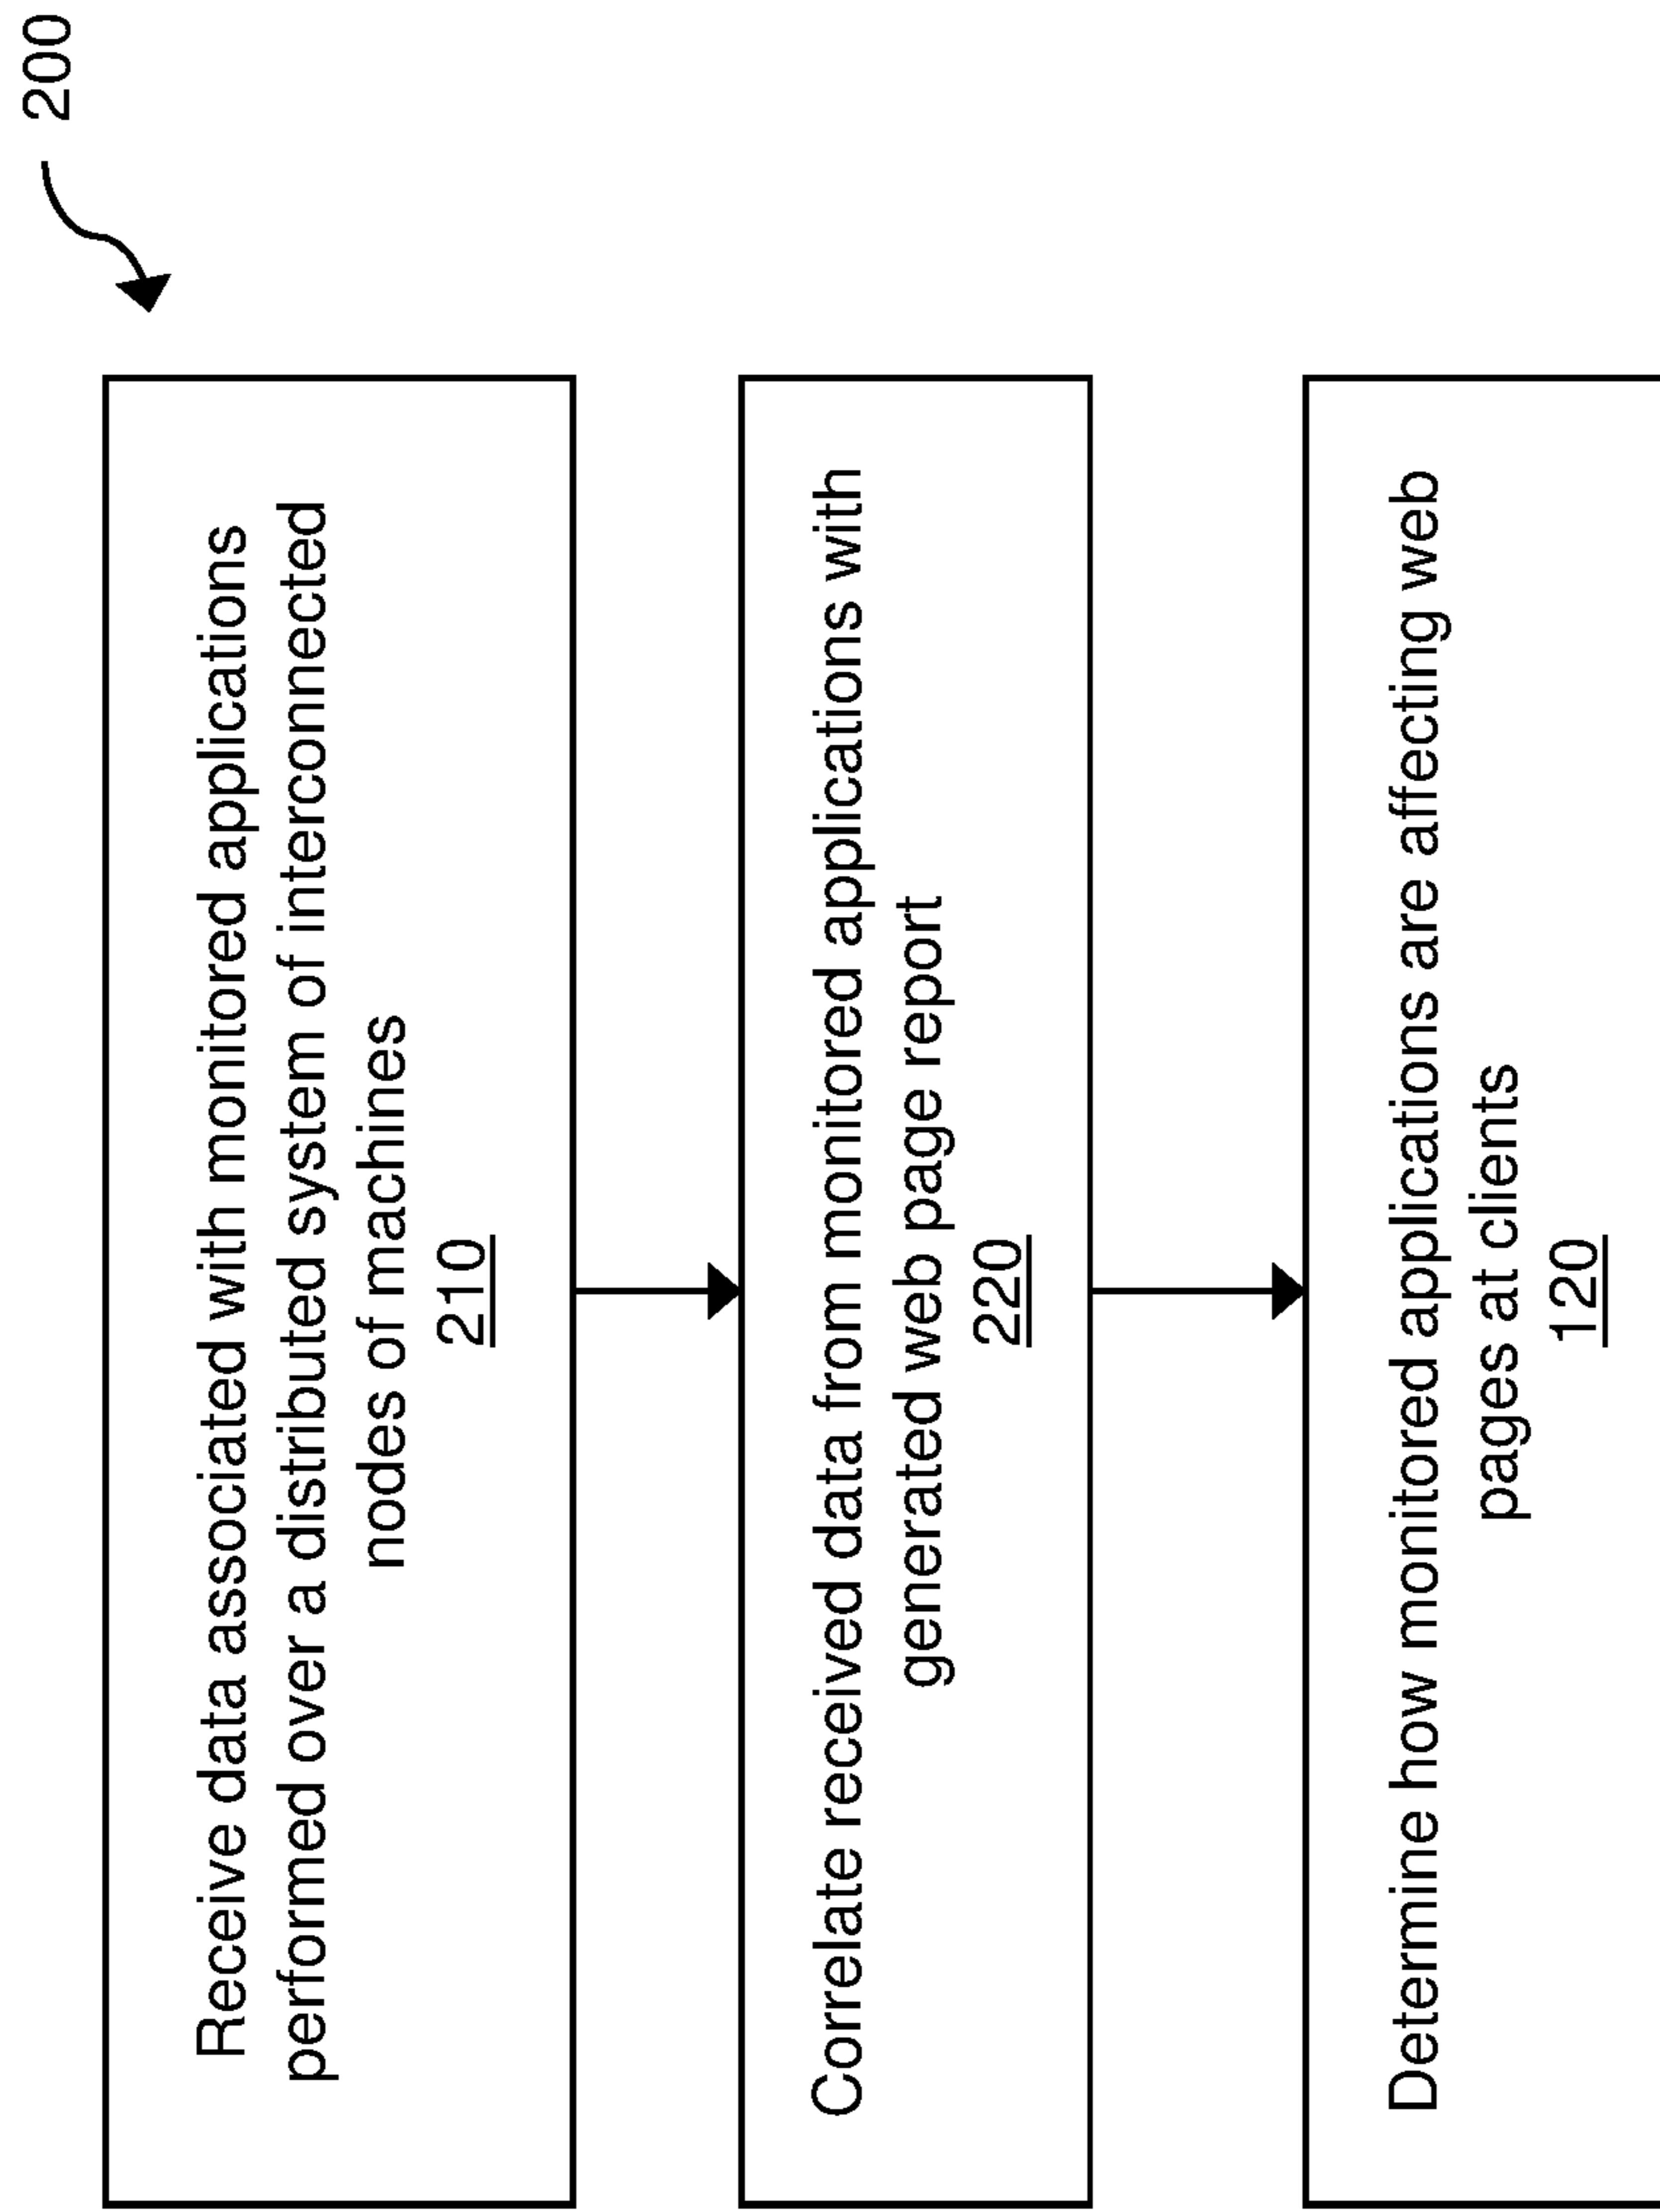 200
Receive data associated with monitored applications
performed over a distributed system of interconnected
nodes of machines
210
Correlate received data from monitored applications with
generated web page report
220
Determine how monitored applications are affecting web
pages at clients
120